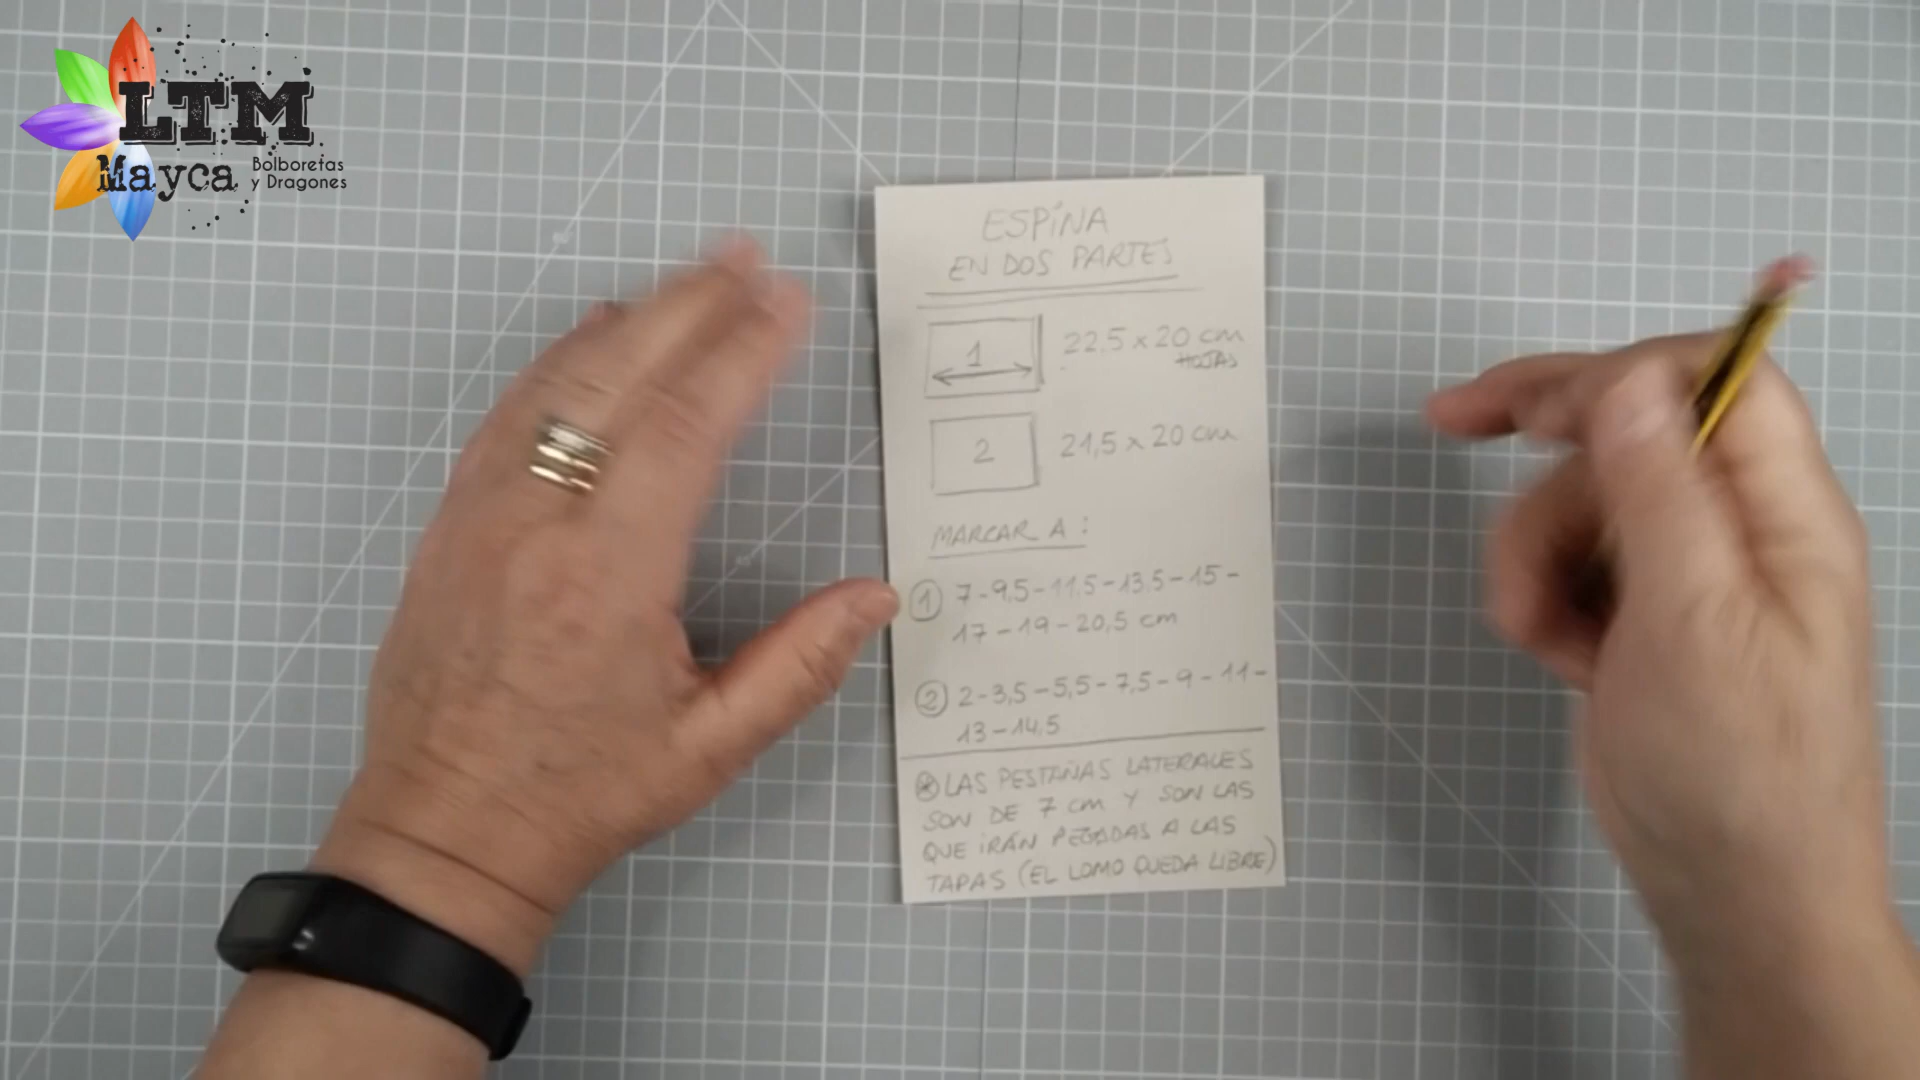 LTM
Mayca
Bolboretas
y Dragones
ESPINA
EN DOS PARTES
1
22,5 x 20 cm
HOJAS
2
21,5 x 20 cm
MARCAR A:
1 7-9,5-11,5-13,5-15-
17-19-20,5 cm
2 2-3,5-5,5-7,5-9-11-
13-14,5
* LAS PESTAÑAS LATERALES
SON DE 7 cm Y SON LAS
QUE IRÁN PEGADAS A LAS
TAPAS (EL LOMO QUEDA LIBRE)